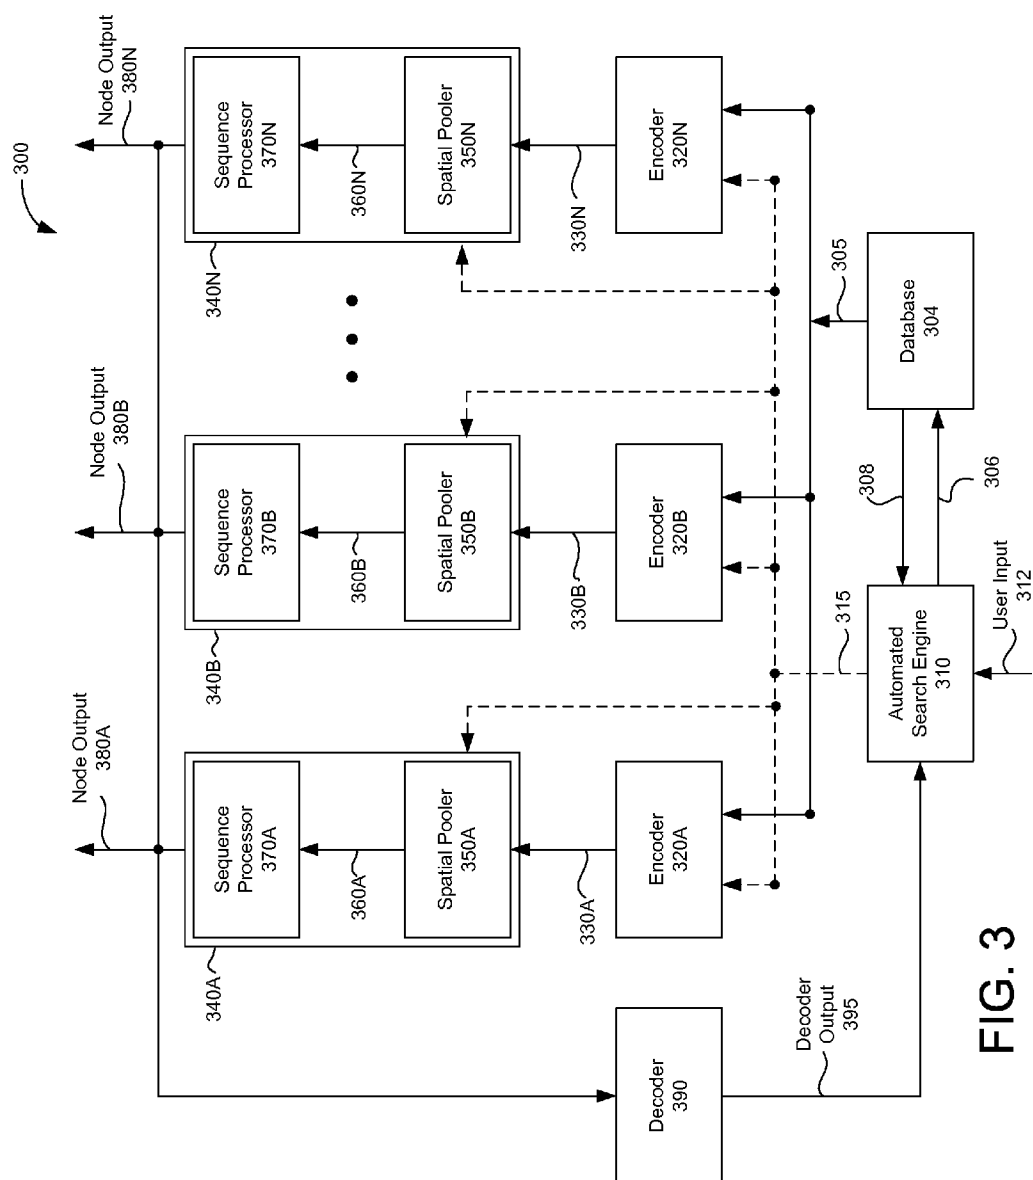 300
Node Output
380A
Node Output
380B
Node Output
380N
340A
Sequence
Processor
370A
360A
Spatial Pooler
350A
340B
Sequence
Processor
370B
360B
Spatial Pooler
350B
340N
Sequence
Processor
370N
360N
Spatial Pooler
350N
330A
330B
330N
Decoder
390
Encoder
320A
Encoder
320B
Encoder
320N
Decoder
Output
395
315
305
Automated
Search Engine
310
308
306
Database
304
User Input
312
FIG. 3